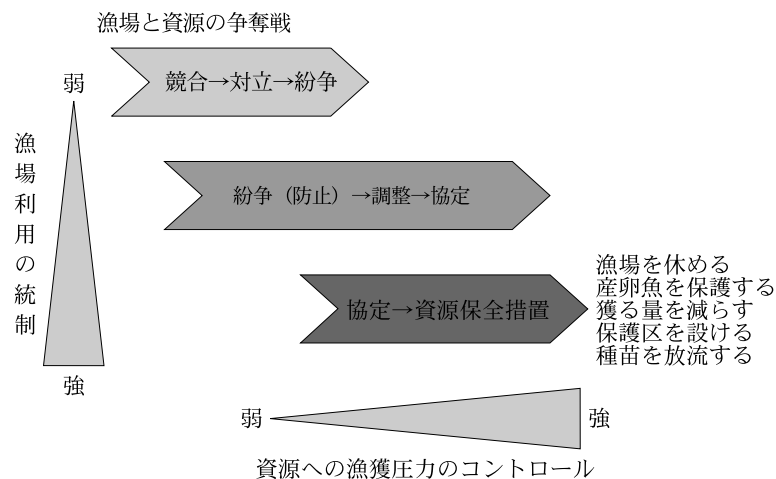 漁場と資源の争奪戦
競合→対立→紛争
弱
漁場利用の統制
強
紛争（防止）→調整→協定
協定→資源保全措置
漁場を休める
産卵魚を保護する
獲る量を減らす
保護区を設ける
種苗を放流する
弱
強
資源への漁獲圧力のコントロール